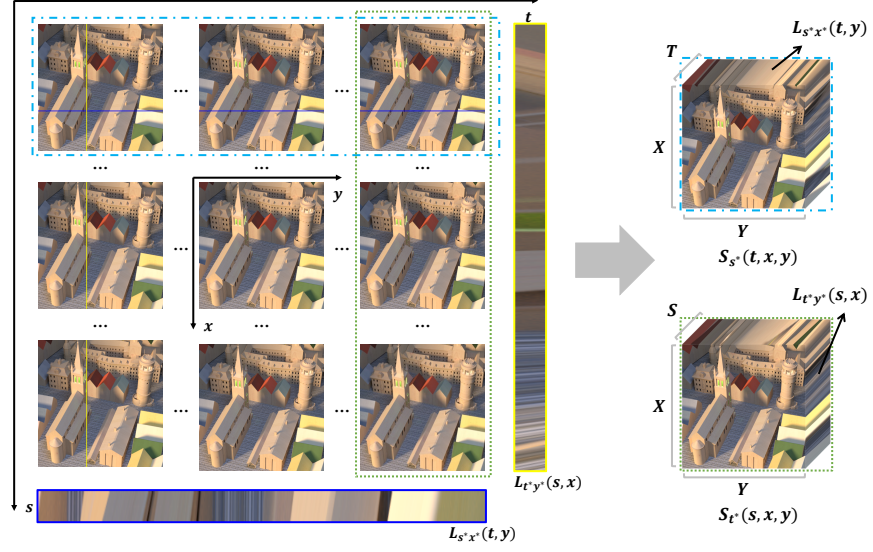 t
... ...
... ... ...
y
... ...
x
... ... ...
... ...
s
L_{t*y*}(s, x)
L_{s*x*}(t, y)
L_{s*x*}(t, y)
T
X
Y
S_{s*}(t, x, y)
L_{t*y*}(s, x)
S
X
Y
S_{t*}(s, x, y)